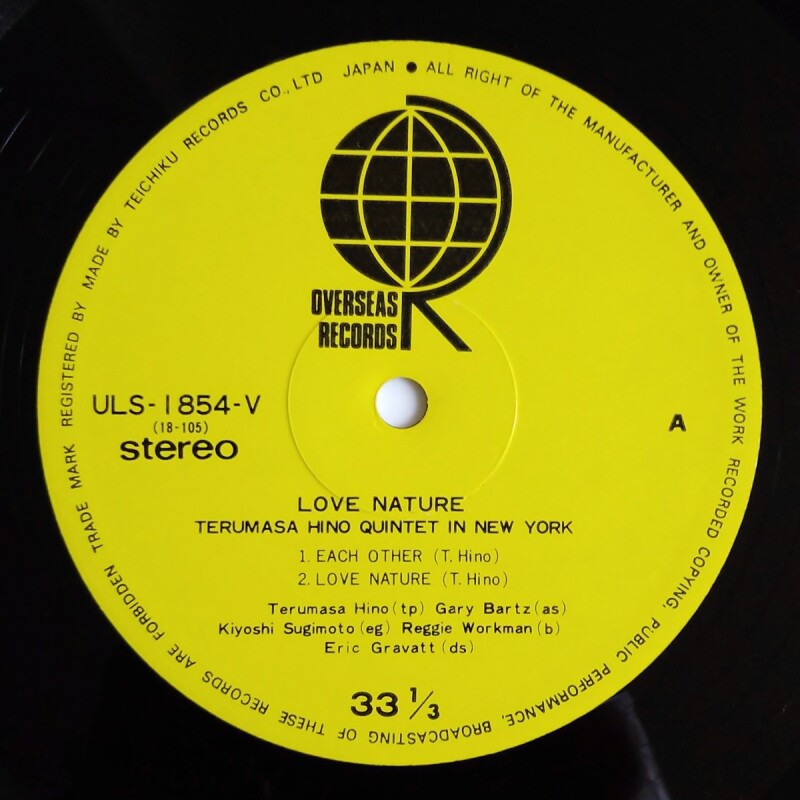 TRADE MARK REGISTERED BY MADE BY TEICHIKU RECORDS CO., LTD JAPAN ● ALL RIGHT OF THE MANUFACTURER AND OWNER OF THE WORK RECORDED COPYING, PUBLIC PERFORMANCE, BROADCASTING OF THESE RECORDS ARE FORBIDDEN
OVERSEAS
RECORDS
R
ULS-1854-V
(18-105)
stereo
A
LOVE NATURE
TERUMASA HINO QUINTET IN NEW YORK
1. EACH OTHER (T. Hino)
2. LOVE NATURE (T. Hino)
Terumasa Hino (tp) Gary Bartz (as)
Kiyoshi Sugimoto (eg) Reggie Workman (b)
Eric Gravatt (ds)
33 1/3